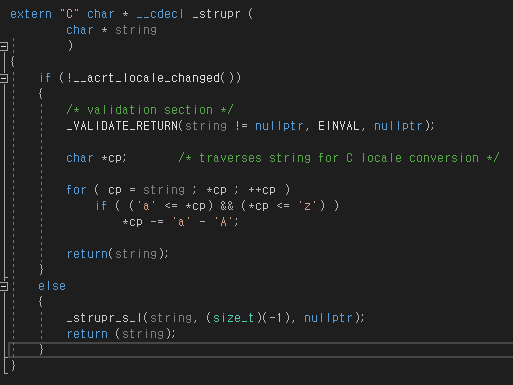 extern "C" char * __cdecl _strupr (
        char * string
        )
{
    if (!__acrt_locale_changed())
    {
        /* validation section */
        _VALIDATE_RETURN(string != nullptr, EINVAL, nullptr);

        char *cp;       /* traverses string for C locale conversion */

        for ( cp = string ; *cp ; ++cp )
            if ( ('a' <= *cp) && (*cp <= 'z') )
                *cp -= 'a' - 'A';

        return(string);
    }
    else
    {
        _strupr_s_l(string, (size_t)(-1), nullptr);
        return (string);
    }
}